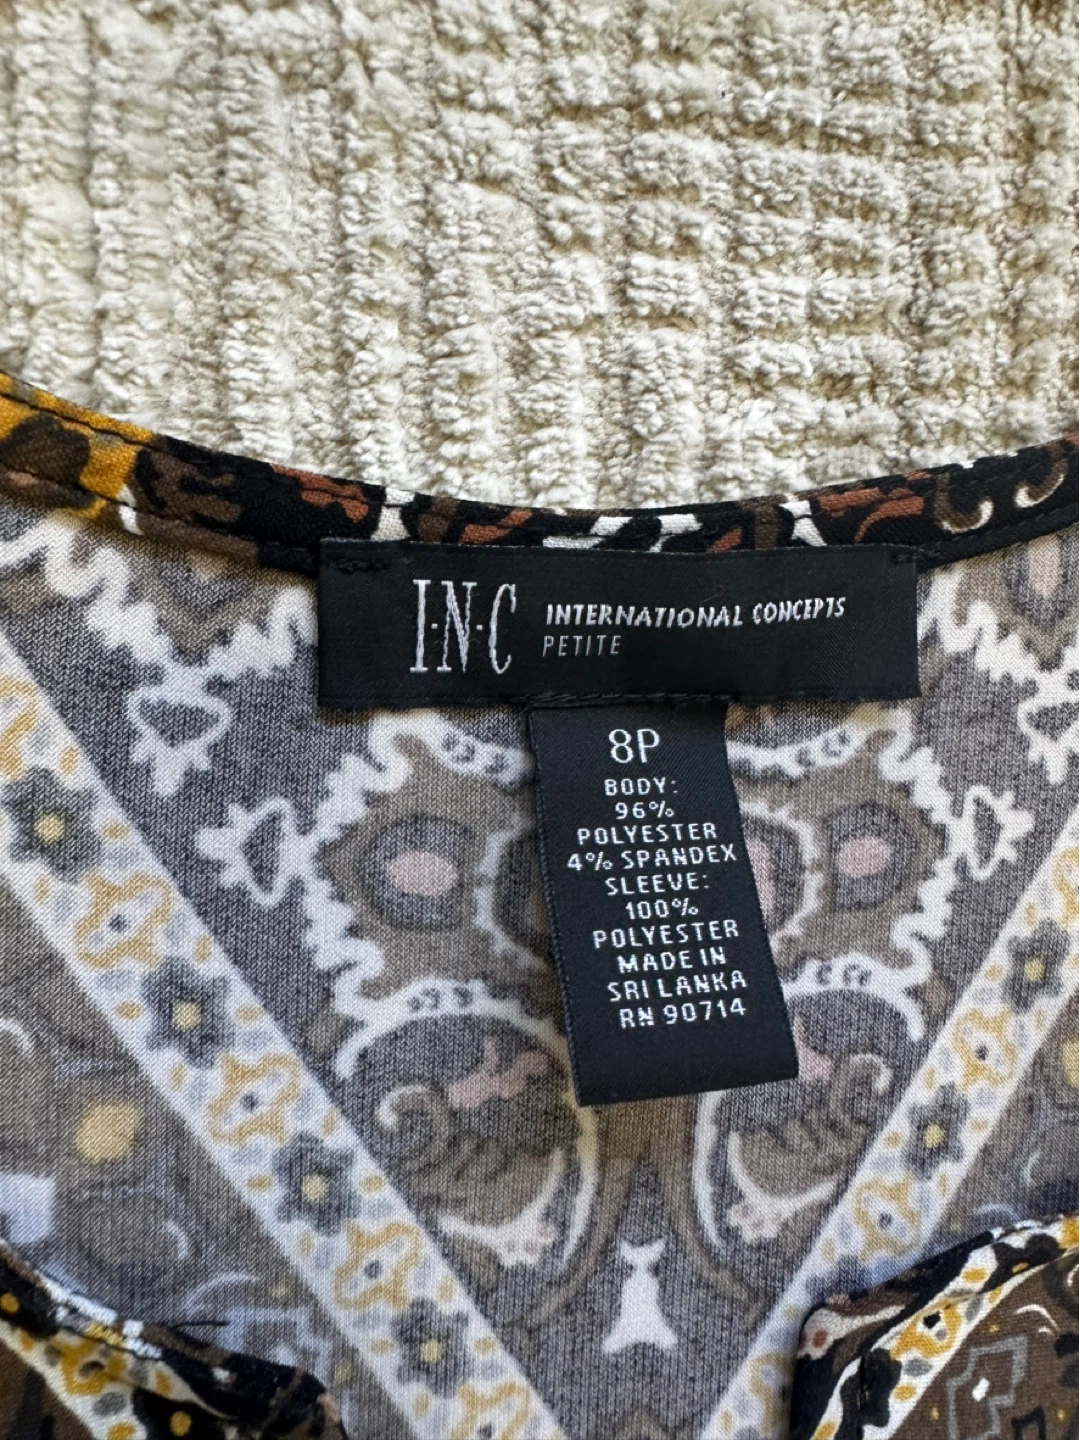 I·N·C INTERNATIONAL CONCEPTS
PETITE
8P
BODY:
96%
POLYESTER
4% SPANDEX
SLEEVE:
100%
POLYESTER
MADE IN
SRI LANKA
RN 90714